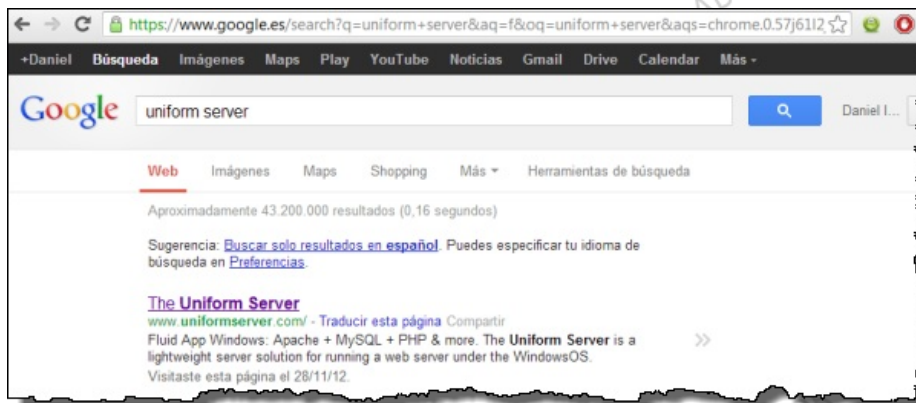 https://www.google.es/search?q=uniform+server&aq=f&oq=uniform+server&aqs=chrome.0.57j61l2
+Daniel Búsqueda Imágenes Maps Play YouTube Noticias Gmail Drive Calendar Más
Google uniform server Daniel I...
Web Imágenes Maps Shopping Más Herramientas de búsqueda
Aproximadamente 43.200.000 resultados (0,16 segundos)
Sugerencia: Buscar solo resultados en español. Puedes especificar tu idioma de
búsqueda en Preferencias.
The Uniform Server
www.uniformserver.com/ - Traducir esta página Compartir
Fluid App Windows: Apache + MySQL + PHP & more. The Uniform Server is a
lightweight server solution for running a web server under the WindowsOS.
Visitaste esta página el 28/11/12.